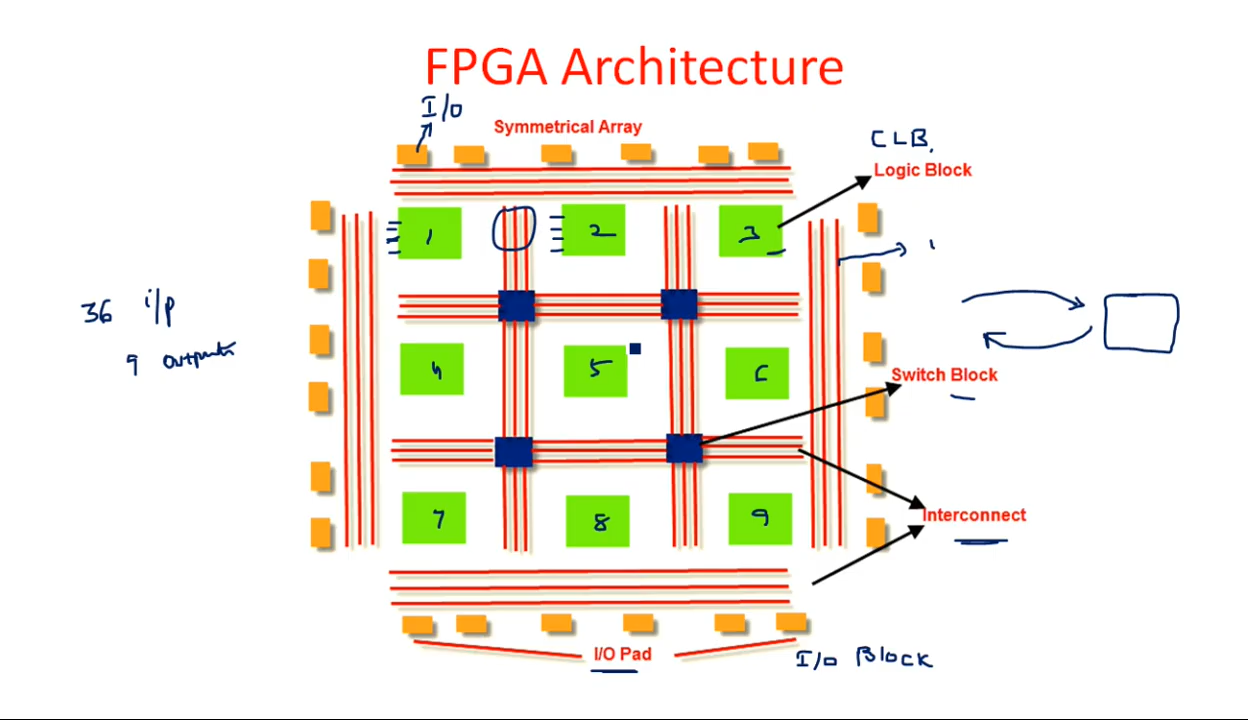 FPGA Architecture
I/O
Symmetrical Array
CLB.
Logic Block
1 2 3
36 i/p
9 outputs
4 5 6
Switch Block
7 8 9
Interconnect
I/O Pad
I/O Block